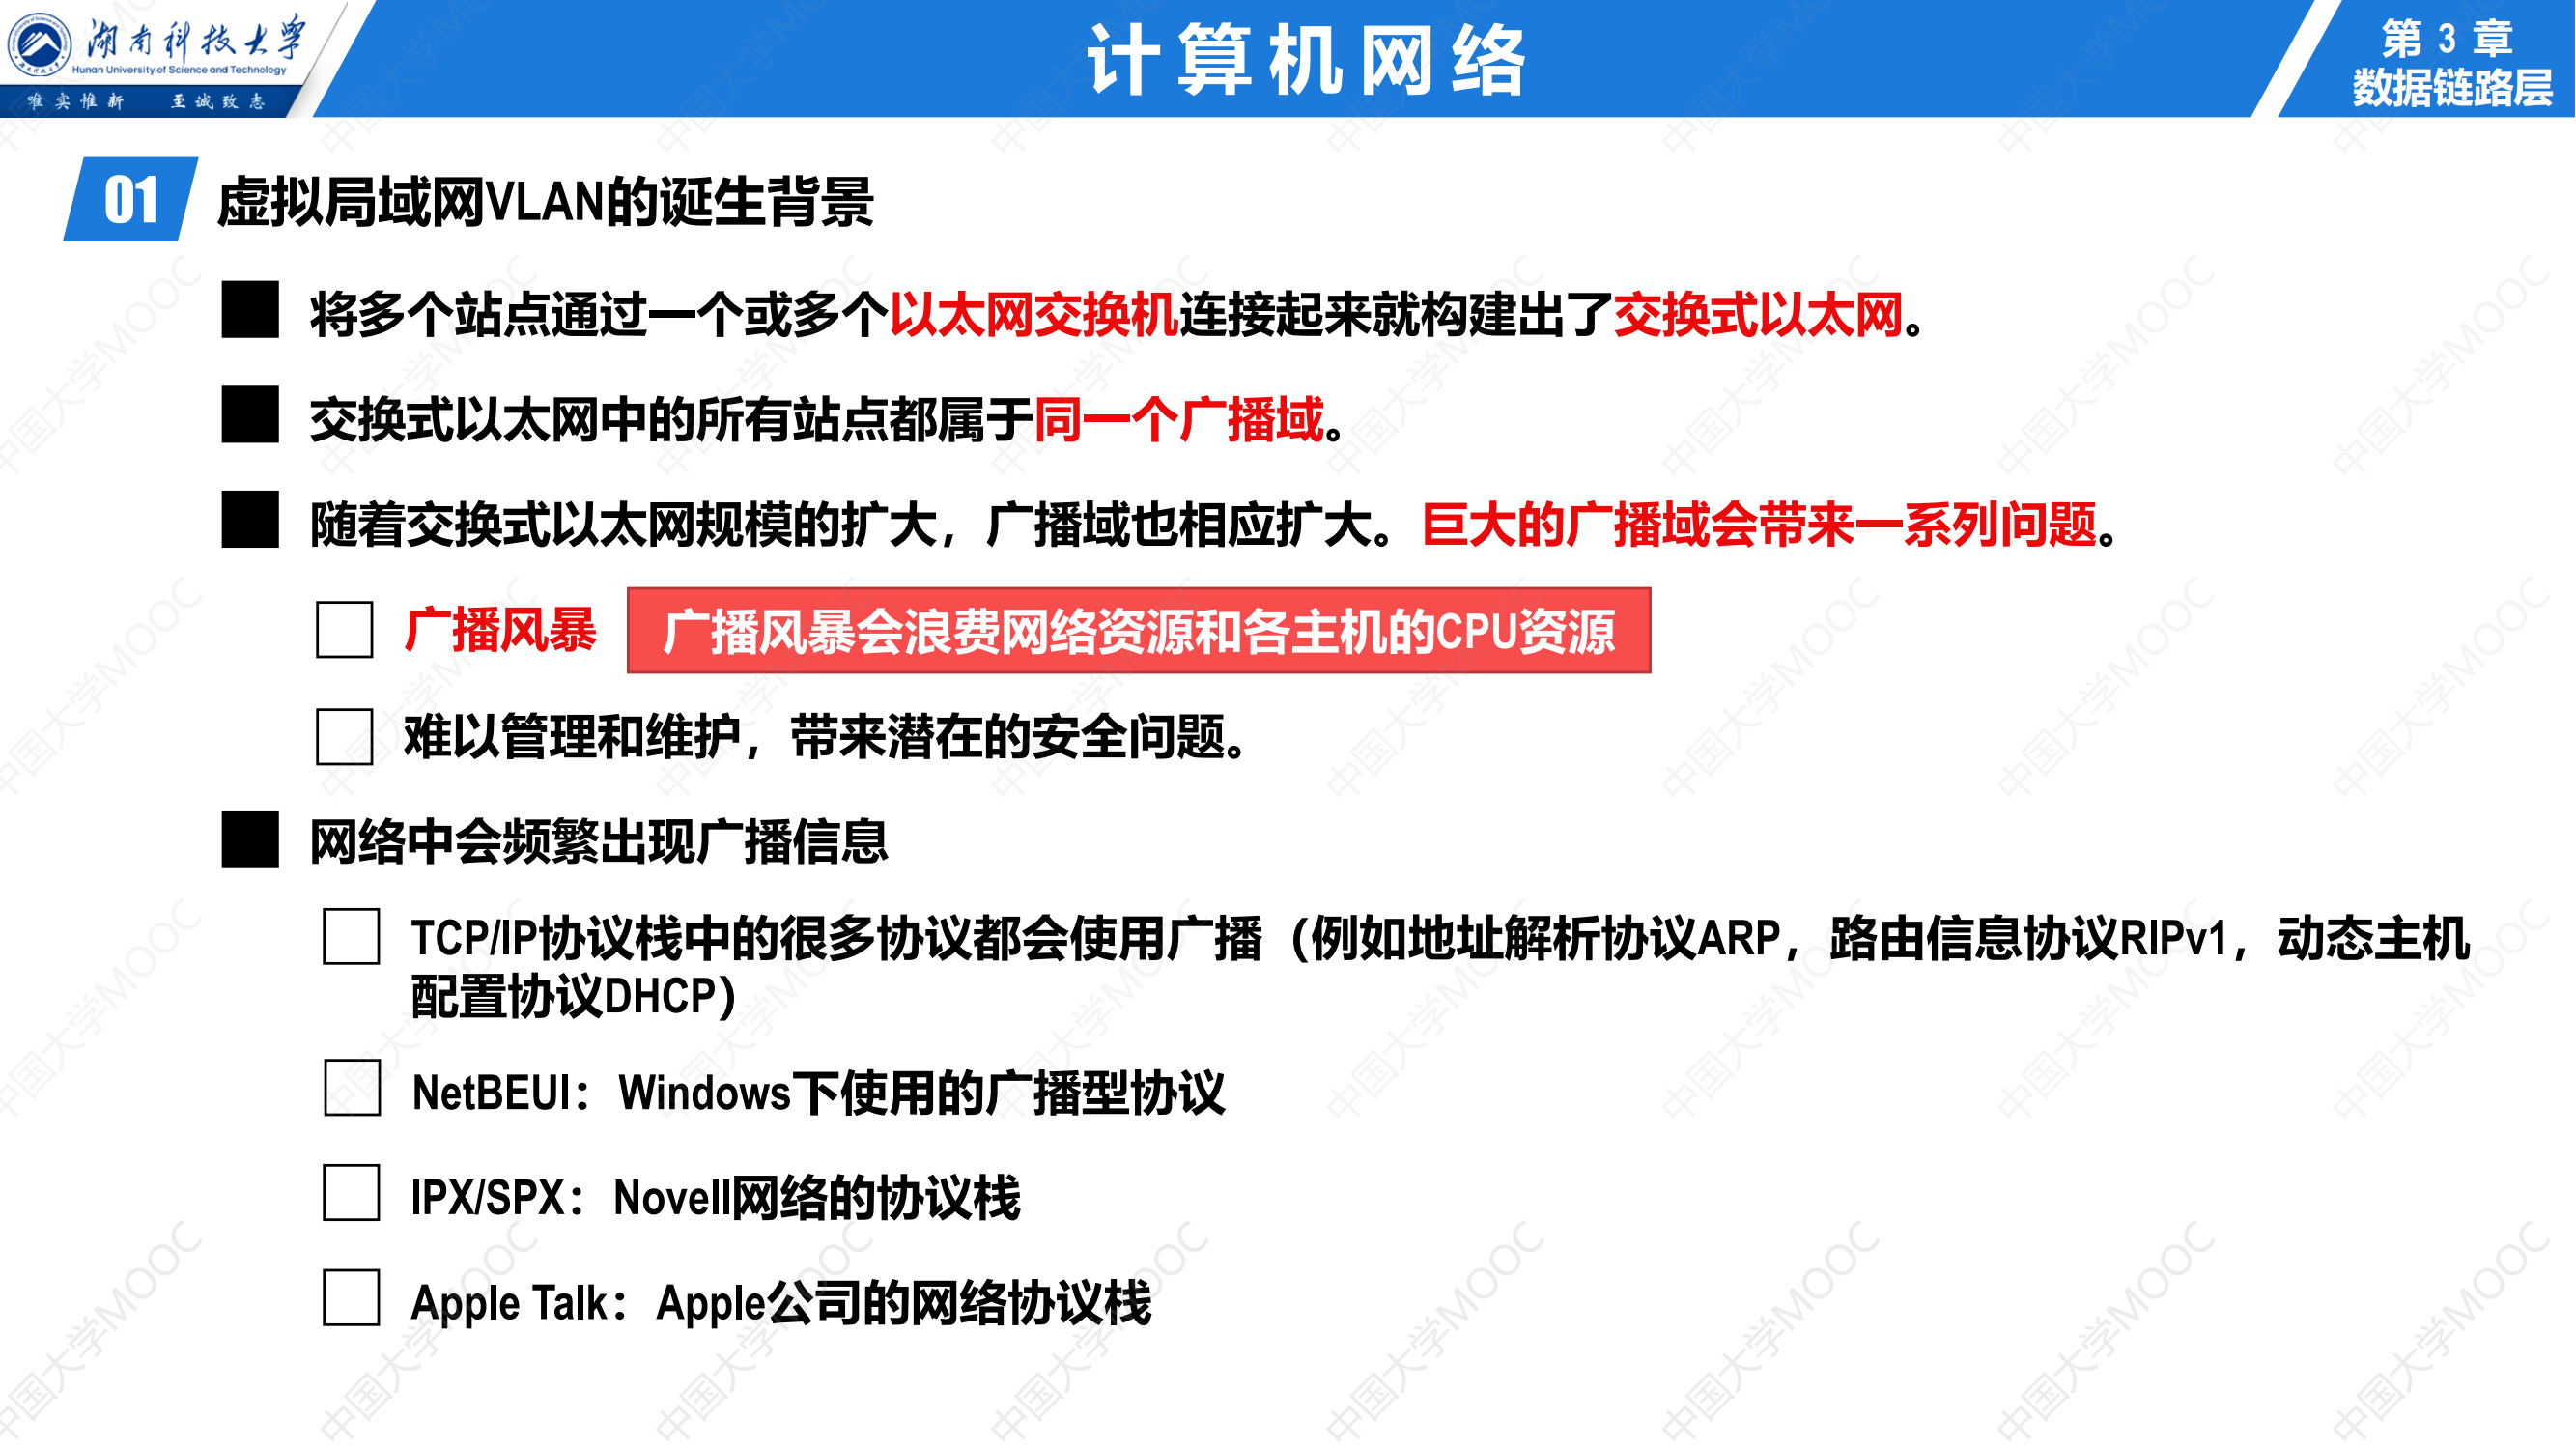 湖南科技大学
Hunan University of Science and Technology
唯实惟新 至诚致志
计算机网络
第 3 章
数据链路层
01 虚拟局域网VLAN的诞生背景
将多个站点通过一个或多个以太网交换机连接起来就构建出了交换式以太网。
交换式以太网中的所有站点都属于同一个广播域。
随着交换式以太网规模的扩大，广播域也相应扩大。巨大的广播域会带来一系列问题。
广播风暴 广播风暴会浪费网络资源和各主机的CPU资源
难以管理和维护，带来潜在的安全问题。
网络中会频繁出现广播信息
TCP/IP协议栈中的很多协议都会使用广播（例如地址解析协议ARP，路由信息协议RIPv1，动态主机
配置协议DHCP）
NetBEUI：Windows下使用的广播型协议
IPX/SPX：Novell网络的协议栈
Apple Talk：Apple公司的网络协议栈
中国大学MOOC